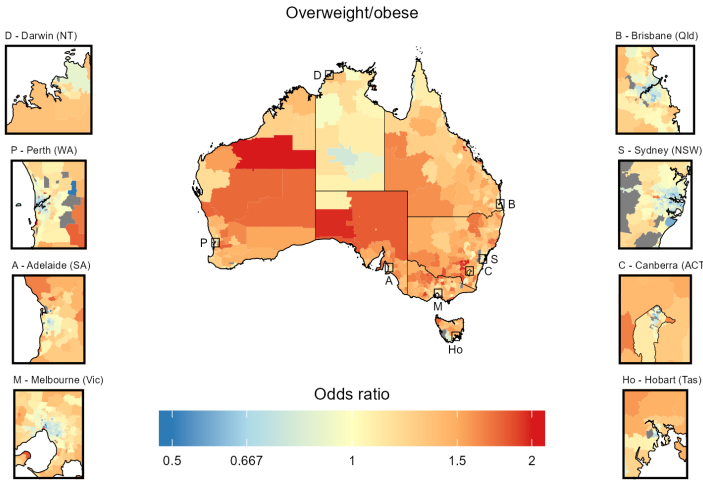 Overweight/obese
D - Darwin (NT)
B - Brisbane (Qld)
D
P - Perth (WA)
S - Sydney (NSW)
B
P
S
A - Adelaide (SA)
C
C - Canberra (ACT
A
M
Ho
M - Melbourne (Vic)
Ho - Hobart (Tas)
Odds ratio
0.5 0.667 1 1.5 2